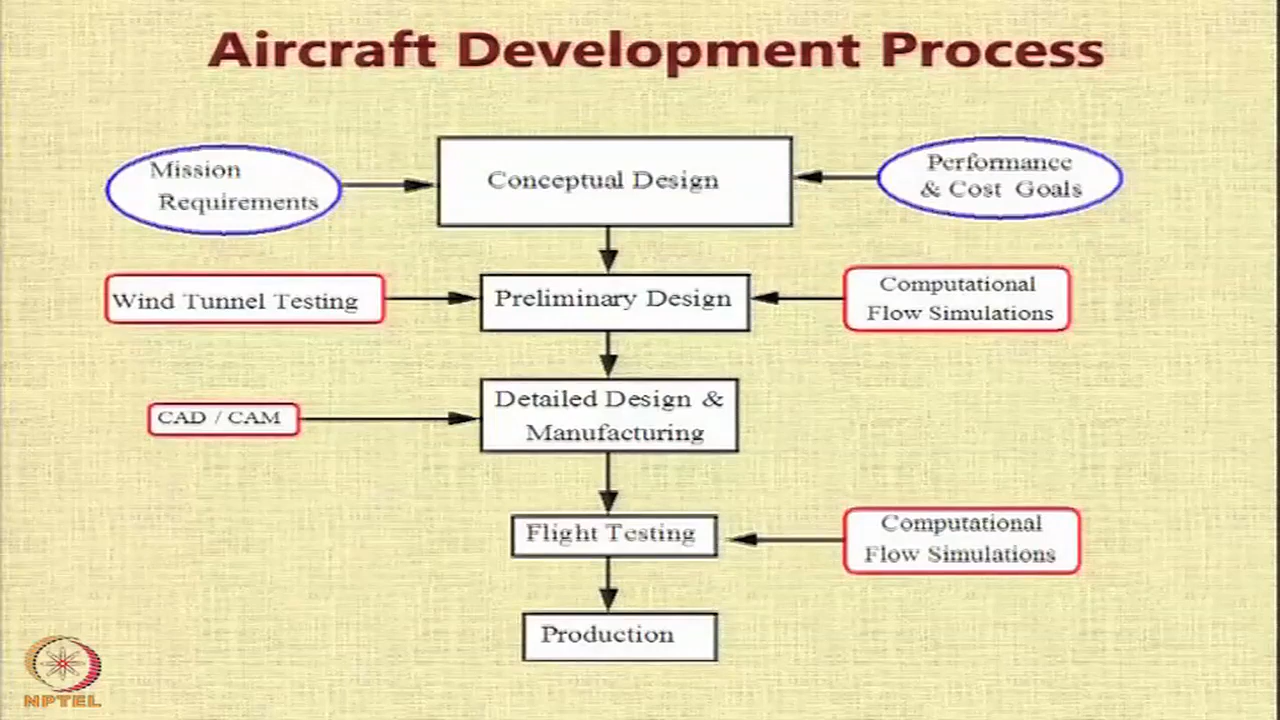 Aircraft Development Process
Mission
Requirements
Conceptual Design
Performance
& Cost Goals
Wind Tunnel Testing
Preliminary Design
Computational
Flow Simulations
CAD / CAM
Detailed Design &
Manufacturing
Flight Testing
Computational
Flow Simulations
Production
NPTEL